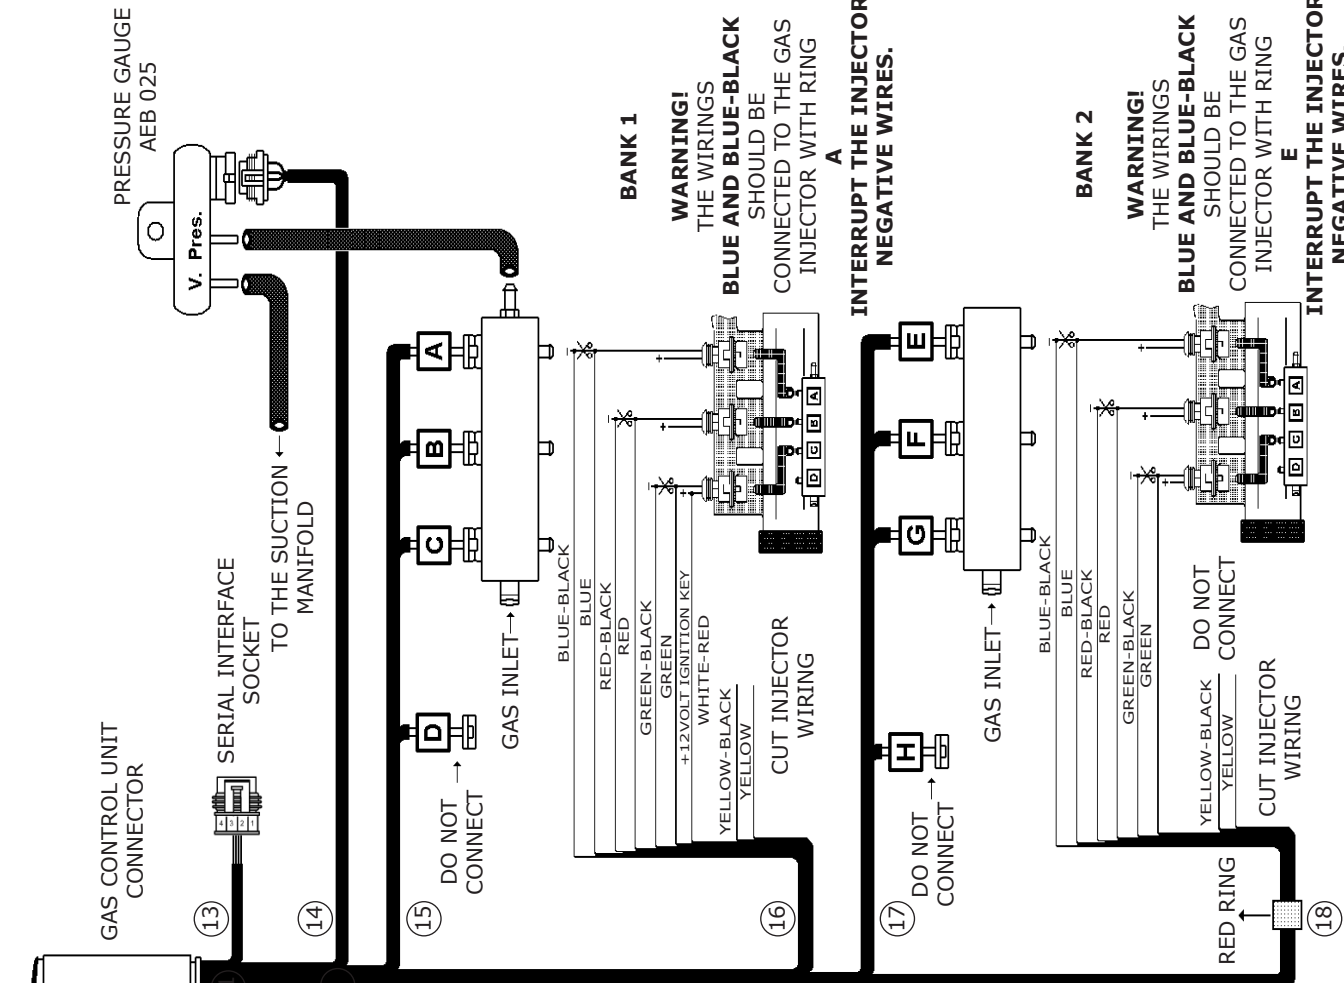 PRESSURE GAUGE
AEB 025
V. Pres.
TO THE SUCTION
MANIFOLD
SERIAL INTERFACE
SOCKET
4 3 2 1
GAS CONTROL UNIT
CONNECTOR
13
14
15
A
B
C
D
DO NOT
CONNECT
GAS INLET
BANK 1
WARNING!
THE WIRINGS
BLUE AND BLUE-BLACK
SHOULD BE
CONNECTED TO THE GAS
INJECTOR WITH RING
A
INTERRUPT THE INJECTOR
NEGATIVE WIRES.
BLUE-BLACK
BLUE
RED-BLACK
RED
GREEN-BLACK
GREEN
+12VOLT IGNITION KEY
WHITE-RED
YELLOW-BLACK
YELLOW
- + - + - +
D C B A
CUT INJECTOR
WIRING
16
17
E
F
G
H
DO NOT
CONNECT
GAS INLET
BANK 2
WARNING!
THE WIRINGS
BLUE AND BLUE-BLACK
SHOULD BE
CONNECTED TO THE GAS
INJECTOR WITH RING
E
INTERRUPT THE INJECTOR
NEGATIVE WIRES.
BLUE-BLACK
BLUE
RED-BLACK
RED
GREEN-BLACK
GREEN
YELLOW-BLACK
YELLOW
DO NOT
CONNECT
- + - + - +
D C B A
CUT INJECTOR
WIRING
RED RING
18